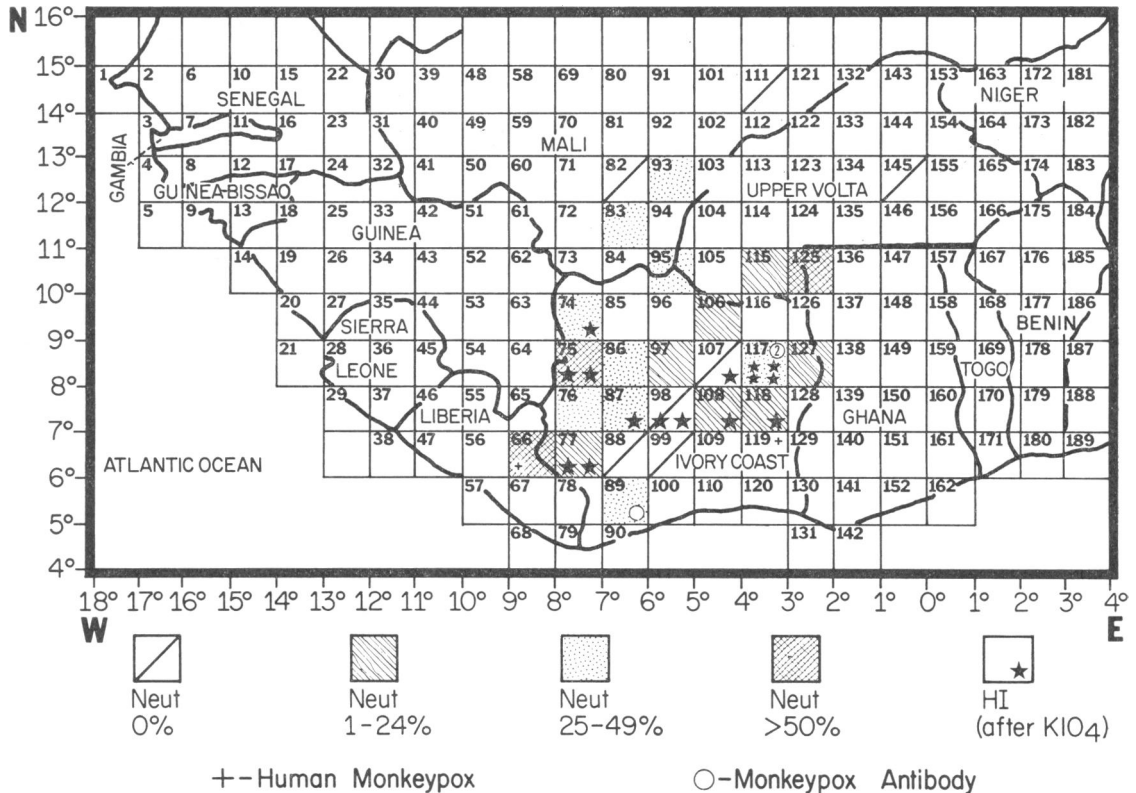 N 16°
15° 1 2 6 10 15 22 30 39 48 58 69 80 91 101 111 121 132 143 153 163 172 181
SENEGAL NIGER
14° 3 7 11 16 23 31 40 49 59 70 81 92 102 112 122 133 144 154 164 173 182
MALI
GAMBIA
13° 4 8 12 17 24 32 41 50 60 71 82 93 103 113 123 134 145 155 165 174 183
GUINEA-BISSAO UPPER VOLTA
12° 5 9 13 18 25 33 42 51 61 72 83 94 104 114 124 135 146 156 166 175 184
GUINEA
11° 14 19 26 34 43 52 62 73 84 95 105 115 125 136 147 157 167 176 185
10° 20 27 35 44 53 63 74 85 96 106 116 126 137 148 158 168 177 186
SIERRA BENIN
9° 21 28 36 45 54 64 75 86 97 107 117 2 127 138 149 159 169 178 187
LEONE TOGO
8° 29 37 46 55 65 76 87 98 108 118 128 139 150 160 170 179 188
LIBERIA GHANA
7° 38 47 56 66 77 88 99 109 119 + 129 140 151 161 171 180 189
ATLANTIC OCEAN + IVORY COAST
6° 57 67 78 89 100 110 120 130 141 152 162
5° 68 79 90 131 142
4°
18° 17° 16° 15° 14° 13° 12° 11° 10° 9° 8° 7° 6° 5° 4° 3° 2° 1° 0° 1° 2° 3° 4°
W E
Neut Neut Neut Neut HI
0% 1-24% 25-49% >50% (after KIO4)
+-Human Monkeypox O-Monkeypox Antibody